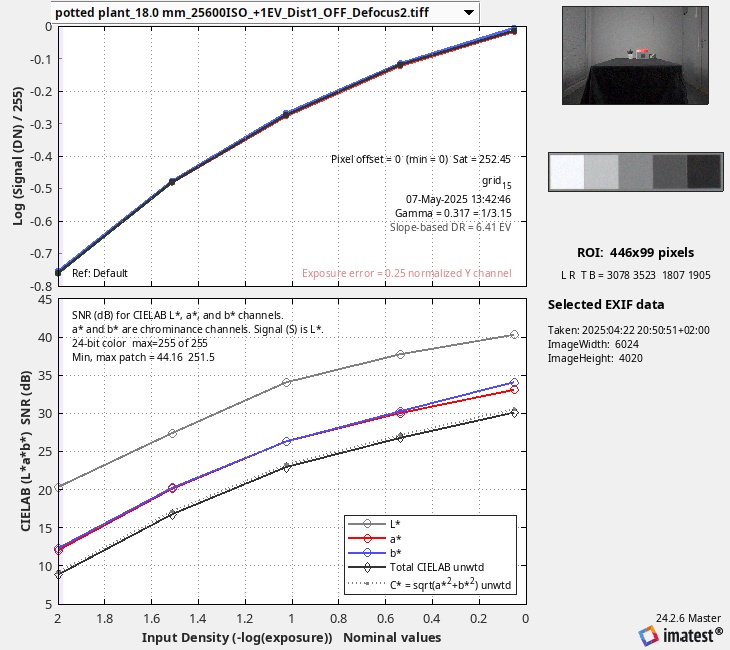 potted plant_18.0 mm_25600ISO_+1EV_Dist1_OFF_Defocus2.tiff
0
-0.1
-0.2
-0.3
-0.4
-0.5
-0.6
-0.7
-0.8
Log (Signal (DN) / 255)
Pixel offset = 0 (min = 0) Sat = 252.45
grid15
07-May-2025 13:42:46
Gamma = 0.317 = 1/3.15
Slope-based DR = 6.41 EV
Ref: Default
Exposure error = 0.25 normalized Y channel
45
40
35
30
25
20
15
10
5
CIELAB (L*a*b*) SNR (dB)
SNR (dB) for CIELAB L*, a*, and b* channels.
a* and b* are chrominance channels. Signal (S) is L*.
24-bit color max=255 of 255
Min, max patch = 44.16 251.5
L*
a*
b*
Total CIELAB unwtd
C* = sqrt(a*2+b*2) unwtd
2 1.8 1.6 1.4 1.2 1 0.8 0.6 0.4 0.2 0
Input Density (-log(exposure)) Nominal values
ROI: 446x99 pixels
L R T B = 3078 3523 1807 1905
Selected EXIF data
Taken: 2025:04:22 20:50:51+02:00
ImageWidth: 6024
ImageHeight: 4020
24.2.6 Master
imatest®